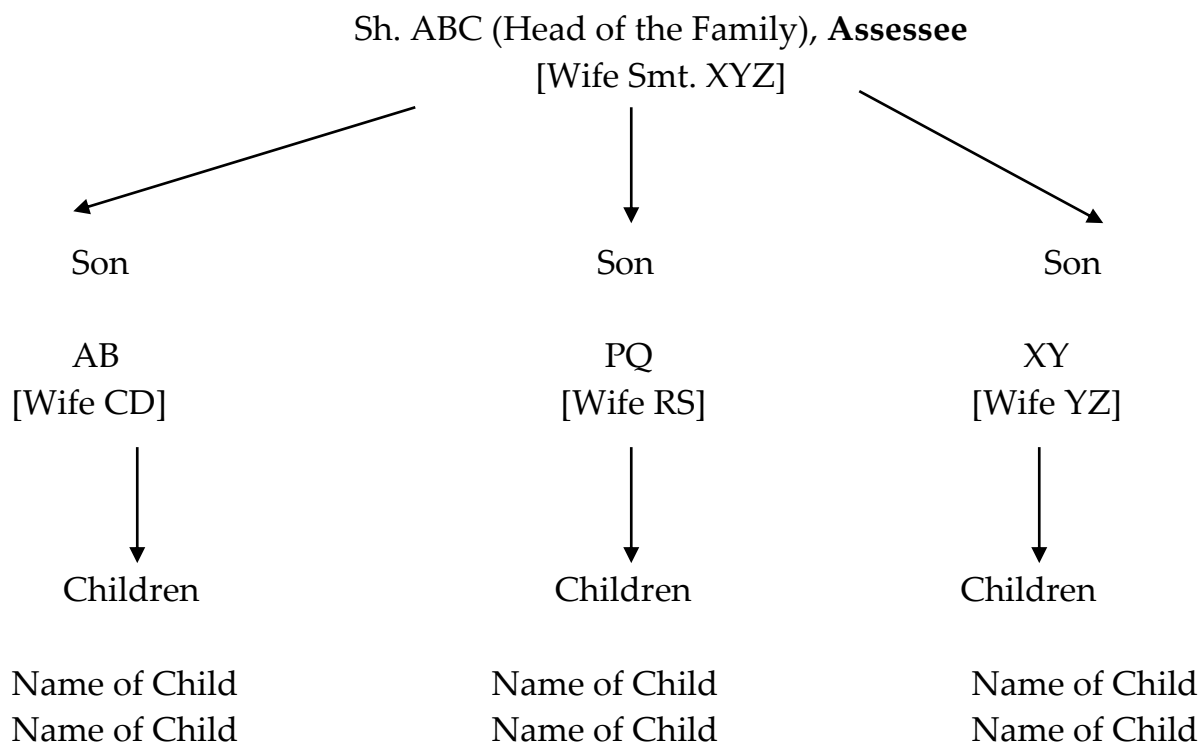 Sh. ABC (Head of the Family), Assessee
[Wife Smt. XYZ]
Son Son Son
AB PQ XY
[Wife CD] [Wife RS] [Wife YZ]
Children Children Children
Name of Child Name of Child Name of Child
Name of Child Name of Child Name of Child